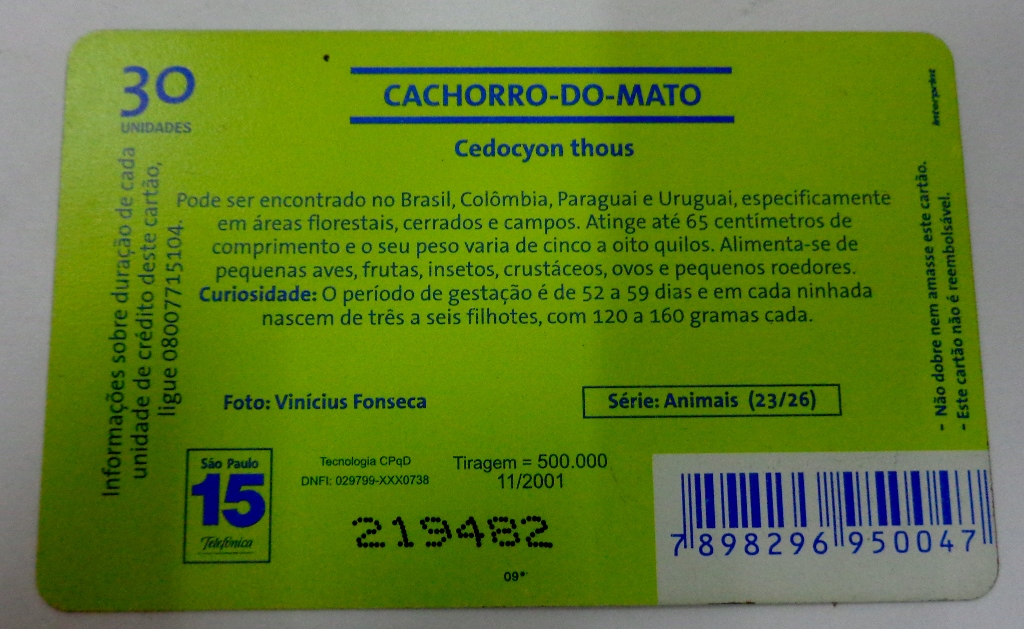 30
UNIDADES
CACHORRO-DO-MATO
Cedocyon thous
Pode ser encontrado no Brasil, Colômbia, Paraguai e Uruguai, especificamente
em áreas florestais, cerrados e campos. Atinge até 65 centímetros de
comprimento e o seu peso varia de cinco a oito quilos. Alimenta-se de
pequenas aves, frutas, insetos, crustáceos, ovos e pequenos roedores.
Curiosidade: O período de gestação é de 52 a 59 dias e em cada ninhada
nascem de três a seis filhotes, com 120 a 160 gramas cada.
Informações sobre duração de cada
unidade de crédito deste cartão,
ligue 08007715104.
Foto: Vinícius Fonseca
Série: Animais (23/26)
São Paulo
15
Telefónica
Tecnologia CPqD
DNFI: 029799-XXX0738
Tiragem = 500.000
11/2001
219482
09*
interprint
- Não dobre nem amasse este cartão.
- Este cartão não é reembolsável.
7 898296 950047